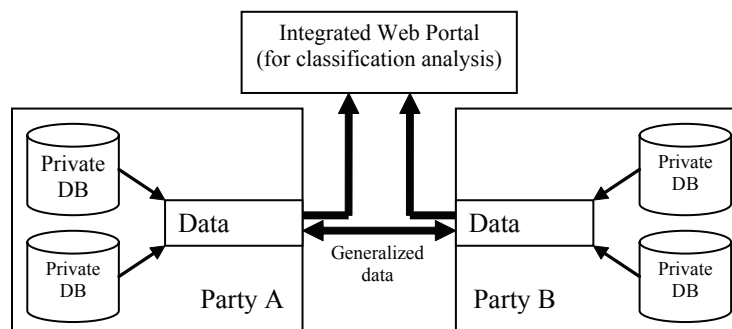 Integrated Web Portal
(for classification analysis)
Private
DB
Data
Private
DB
Party A
Generalized
data
Private
DB
Data
Private
DB
Party B